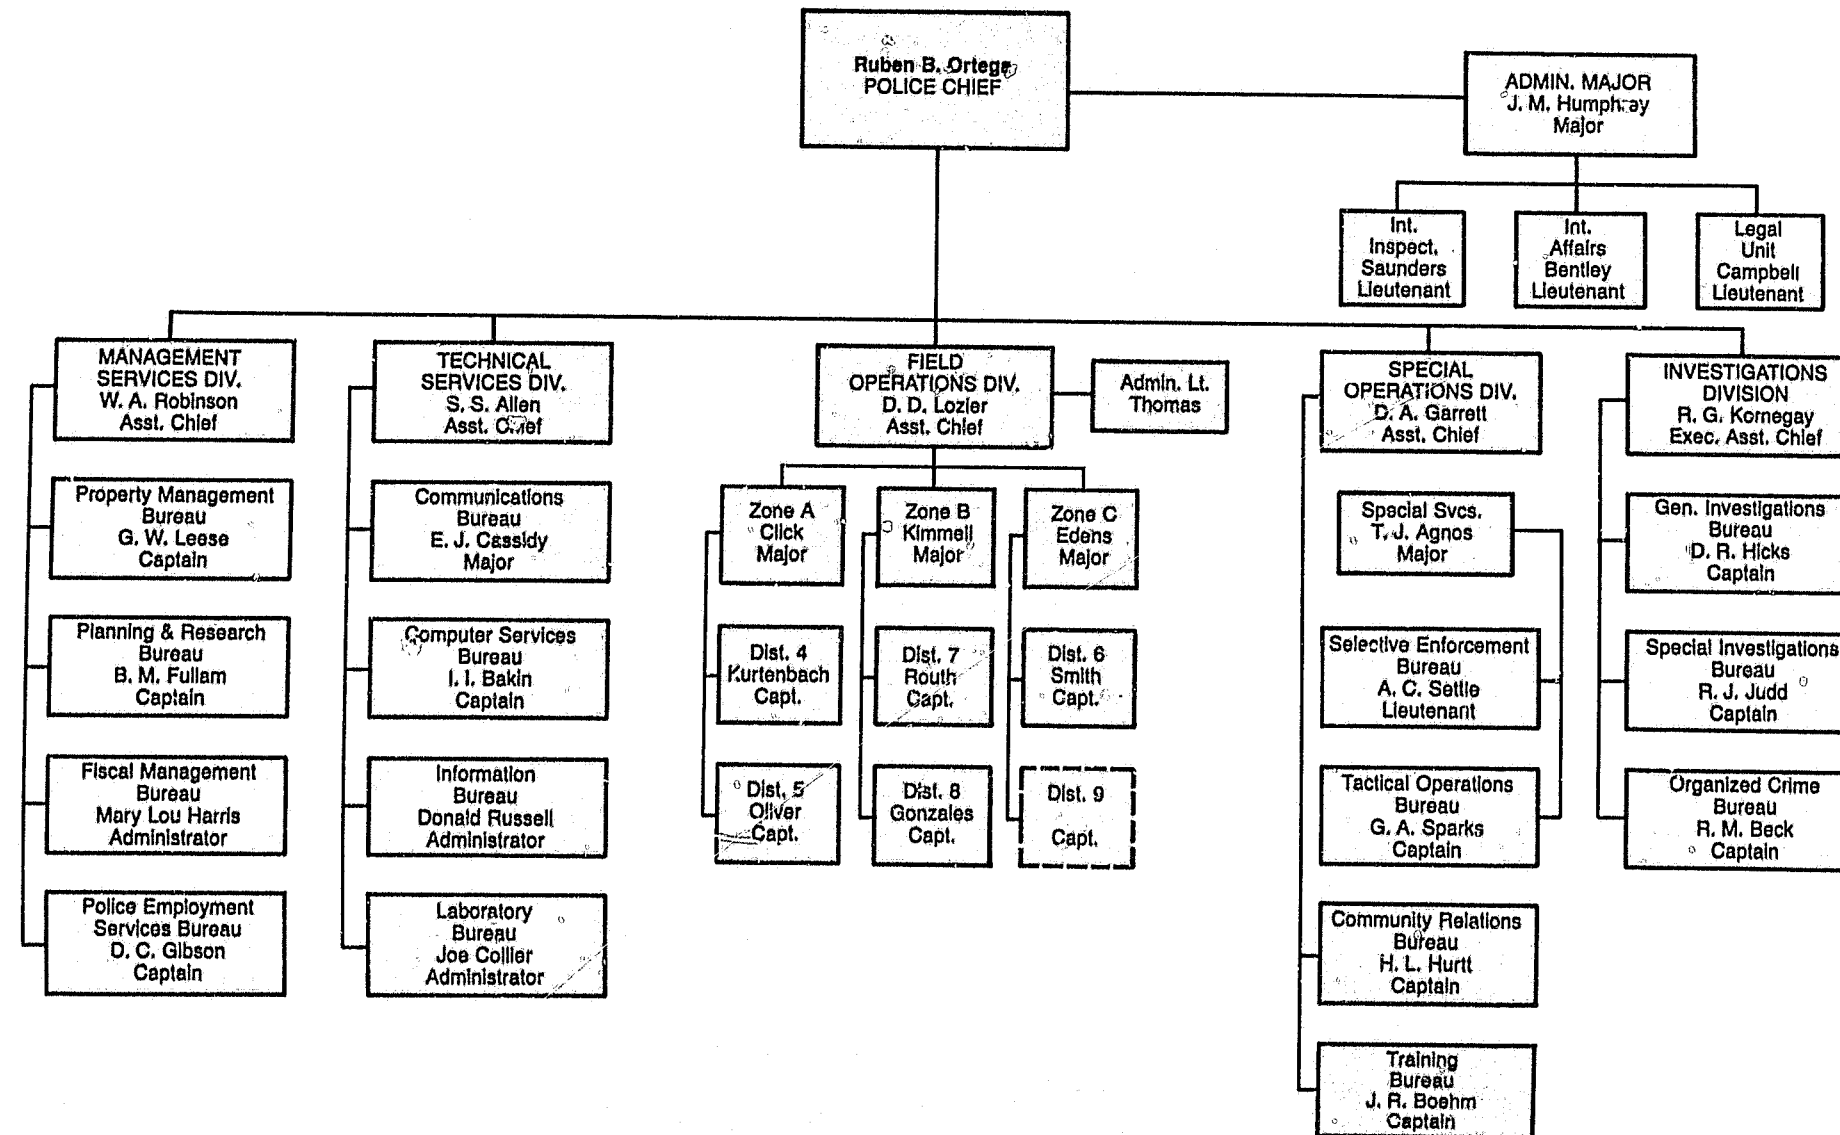 Ruben B. Ortega
POLICE CHIEF
ADMIN. MAJOR
J. M. Humphrey
Major
Int.
Inspect.
Saunders
Lieutenant
Int.
Affairs
Bentley
Lieutenant
Legal
Unit
Campbell
Lieutenant
MANAGEMENT
SERVICES DIV.
W. A. Robinson
Asst. Chief
Property Management
Bureau
G. W. Leese
Captain
Planning & Research
Bureau
B. M. Fullam
Captain
Fiscal Management
Bureau
Mary Lou Harris
Administrator
Police Employment
Services Bureau
D. C. Gibson
Captain
TECHNICAL
SERVICES DIV.
S. S. Allen
Asst. Chief
Communications
Bureau
E. J. Cassidy
Major
Computer Services
Bureau
I. I. Bakin
Captain
Information
Bureau
Donald Russell
Administrator
Laboratory
Bureau
Joe Collier
Administrator
FIELD
OPERATIONS DIV.
D. D. Lozier
Asst. Chief
Admin. Lt.
Thomas
Zone A
Click
Major
Dist. 4
Kurtenbach
Capt.
Dist. 5
Oliver
Capt.
Zone B
Kimmell
Major
Dist. 7
Routh
Capt.
Dist. 8
Gonzales
Capt.
Zone C
Edens
Major
Dist. 6
Smith
Capt.
Dist. 9
Capt.
SPECIAL
OPERATIONS DIV.
D. A. Garrett
Asst. Chief
Special Svcs.
T. J. Agnos
Major
Selective Enforcement
Bureau
A. C. Settle
Lieutenant
Tactical Operations
Bureau
G. A. Sparks
Captain
Community Relations
Bureau
H. L. Hurtt
Captain
Training
Bureau
J. R. Boehm
Captain
INVESTIGATIONS
DIVISION
R. G. Kornegay
Exec. Asst. Chief
Gen. Investigations
Bureau
D. R. Hicks
Captain
Special Investigations
Bureau
R. J. Judd
Captain
Organized Crime
Bureau
R. M. Beck
Captain